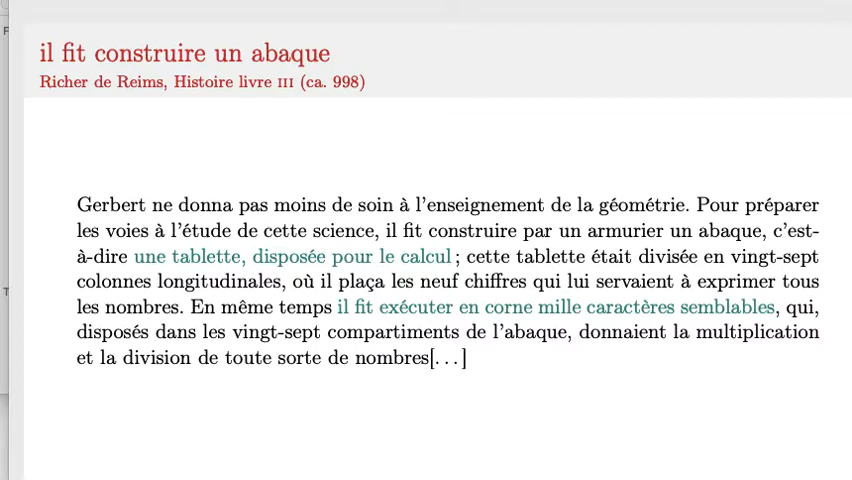 il fit construire un abaque
Richer de Reims, Histoire livre III (ca. 998)
Gerbert ne donna pas moins de soin à l'enseignement de la géométrie. Pour préparer
les voies à l'étude de cette science, il fit construire par un armurier un abaque, c'est-
à-dire une tablette, disposée pour le calcul ; cette tablette était divisée en vingt-sept
colonnes longitudinales, où il plaça les neuf chiffres qui lui servaient à exprimer tous
les nombres. En même temps il fit exécuter en corne mille caractères semblables, qui,
disposés dans les vingt-sept compartiments de l'abaque, donnaient la multiplication
et la division de toute sorte de nombres[...]